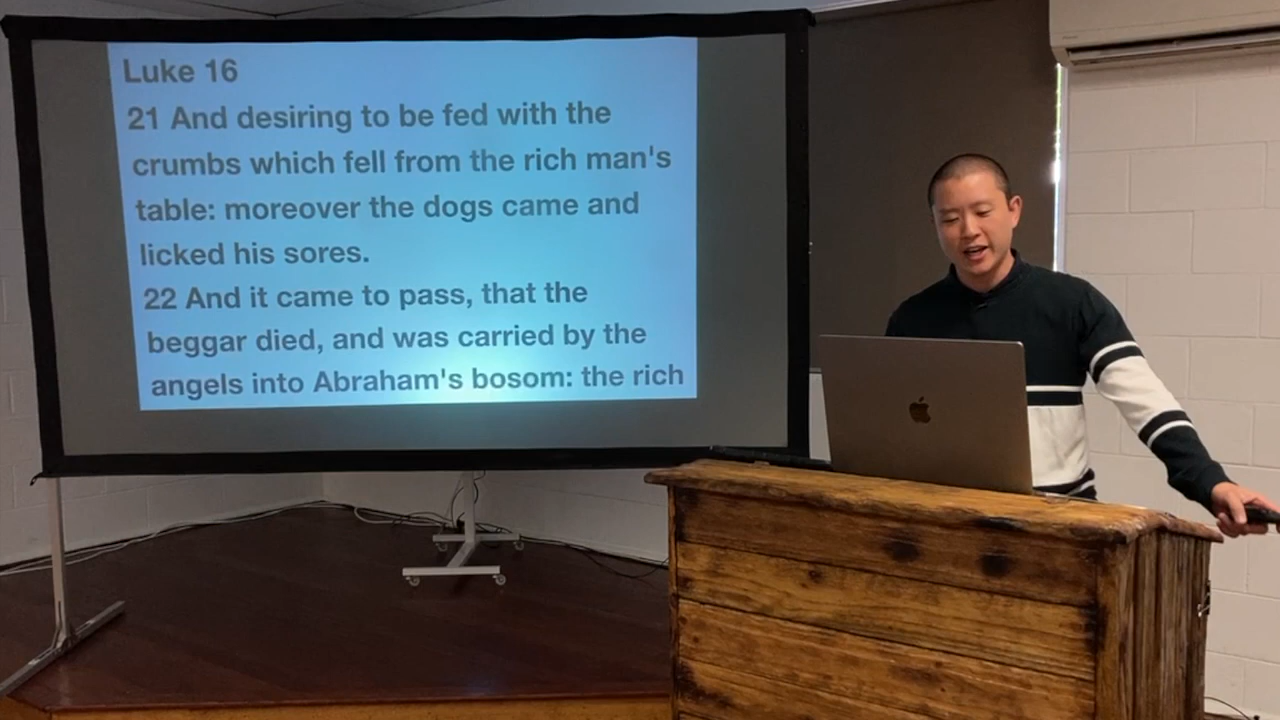 Luke 16
21 And desiring to be fed with the
crumbs which fell from the rich man's
table: moreover the dogs came and
licked his sores.
22 And it came to pass, that the
beggar died, and was carried by the
angels into Abraham's bosom: the rich